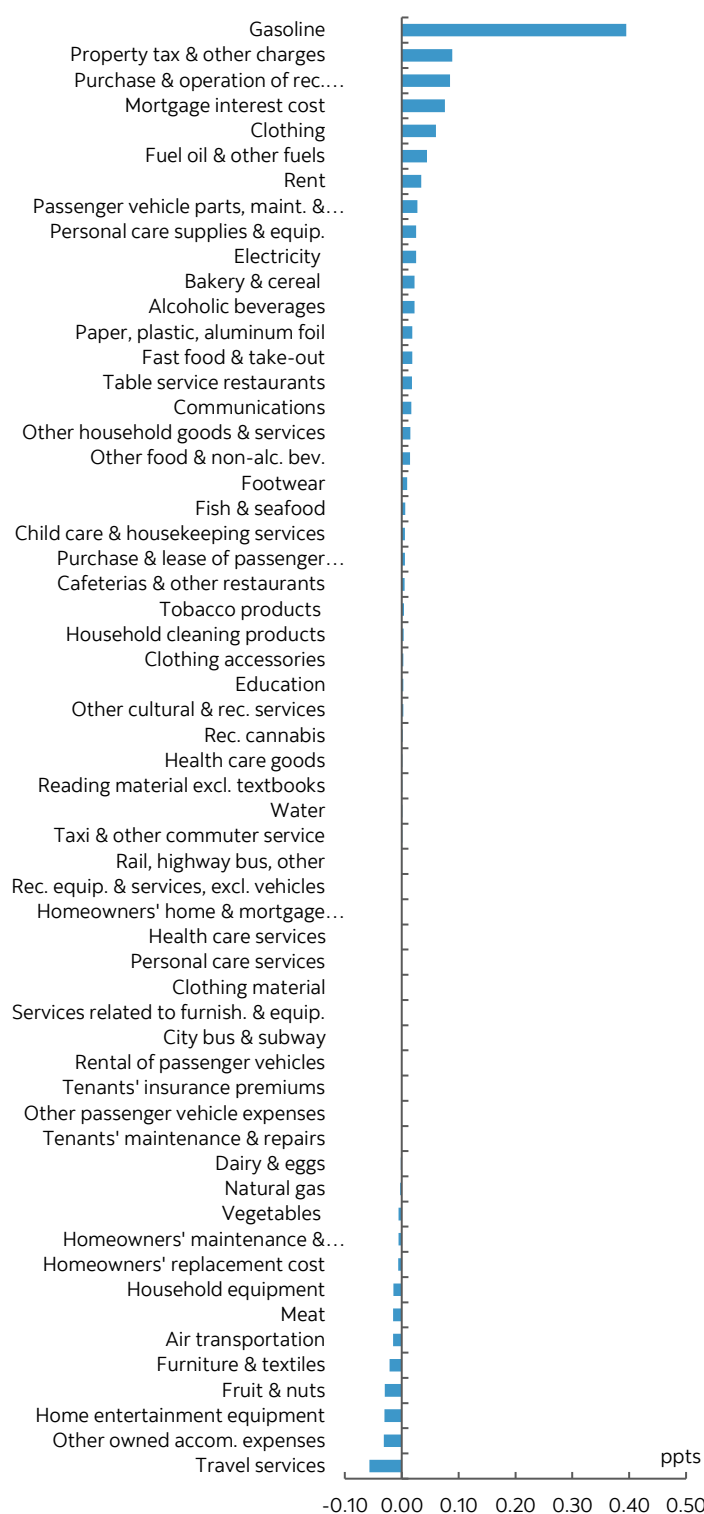 Gasoline
Property tax & other charges
Purchase & operation of rec.…
Mortgage interest cost
Clothing
Fuel oil & other fuels
Rent
Passenger vehicle parts, maint. &…
Personal care supplies & equip.
Electricity
Bakery & cereal
Alcoholic beverages
Paper, plastic, aluminum foil
Fast food & take-out
Table service restaurants
Communications
Other household goods & services
Other food & non-alc. bev.
Footwear
Fish & seafood
Child care & housekeeping services
Purchase & lease of passenger…
Cafeterias & other restaurants
Tobacco products
Household cleaning products
Clothing accessories
Education
Other cultural & rec. services
Rec. cannabis
Health care goods
Reading material excl. textbooks
Water
Taxi & other commuter service
Rail, highway bus, other
Rec. equip. & services, excl. vehicles
Homeowners' home & mortgage…
Health care services
Personal care services
Clothing material
Services related to furnish. & equip.
City bus & subway
Rental of passenger vehicles
Tenants' insurance premiums
Other passenger vehicle expenses
Tenants' maintenance & repairs
Dairy & eggs
Natural gas
Vegetables
Homeowners' maintenance &…
Homeowners' replacement cost
Household equipment
Meat
Air transportation
Furniture & textiles
Fruit & nuts
Home entertainment equipment
Other owned accom. expenses
Travel services
ppts
-0.10 0.00 0.10 0.20 0.30 0.40 0.50